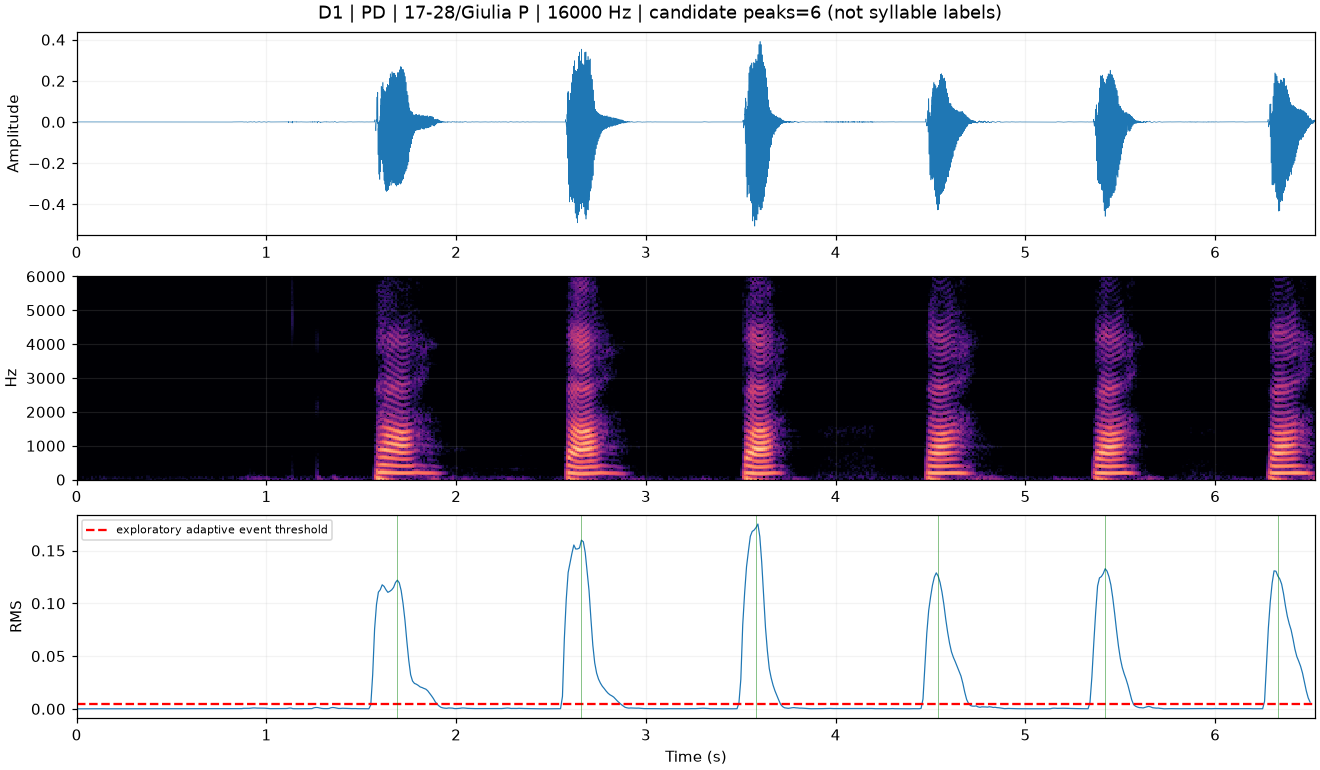 D1 | PD | 17-28/Giulia P | 16000 Hz | candidate peaks=6 (not syllable labels)
Amplitude
0.4
0.2
0.0
−0.2
−0.4
0 1 2 3 4 5 6
Hz
6000
5000
4000
3000
2000
1000
0
0 1 2 3 4 5 6
exploratory adaptive event threshold
RMS
0.15
0.10
0.05
0.00
0 1 2 3 4 5 6
Time (s)